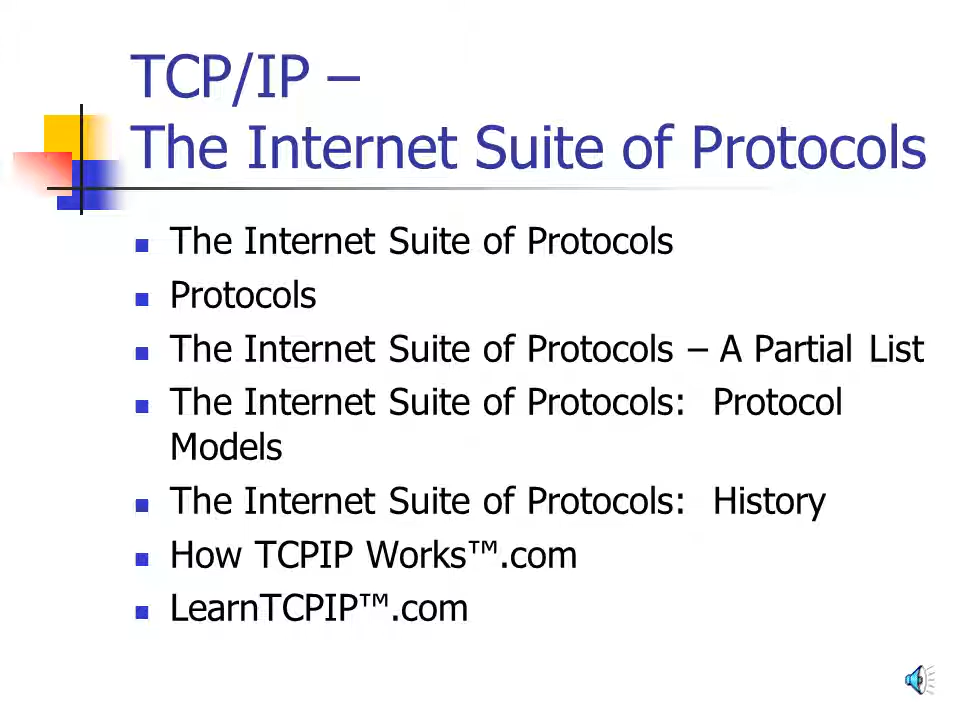 TCP/IP –
The Internet Suite of Protocols
The Internet Suite of Protocols
Protocols
The Internet Suite of Protocols – A Partial List
The Internet Suite of Protocols:  Protocol
Models
The Internet Suite of Protocols:  History
How TCPIP Works™.com
LearnTCPIP™.com